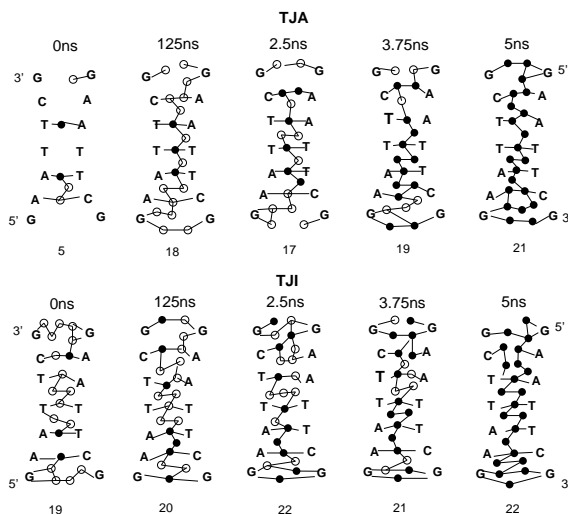 TJA
0ns 125ns 2.5ns 3.75ns 5ns
3' G G G G G G G G G G 5'
C A C A C A C A C A
T A T A T A T A T A
T T T T T T T T T T
A T A T A T A T A T
A C A C A C A C A C
5' G G G G G G G G G G 3'
5 18 17 19 21
TJI
0ns 125ns 2.5ns 3.75ns 5ns
3' G G G G G G G G G G 5'
C A C A C A C A C A
T A T A T A T A T A
T T T T T T T T T T
A T A T A T A T A T
A C A C A C A C A C
5' G G G G G G G G G G 3'
19 20 22 21 22